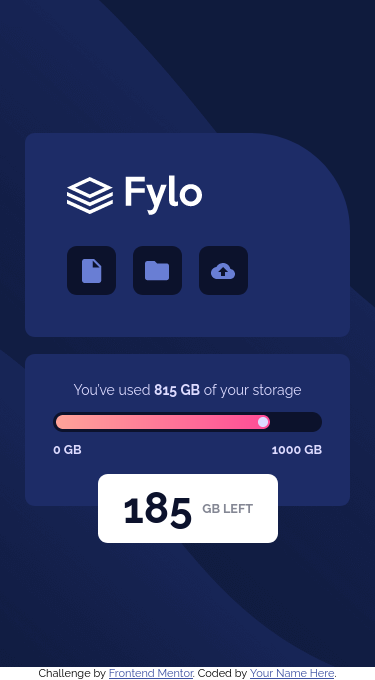 Fylo
You've used 815 GB of your storage
0 GB 1000 GB
185 GB LEFT
Challenge by Frontend Mentor. Coded by Your Name Here.